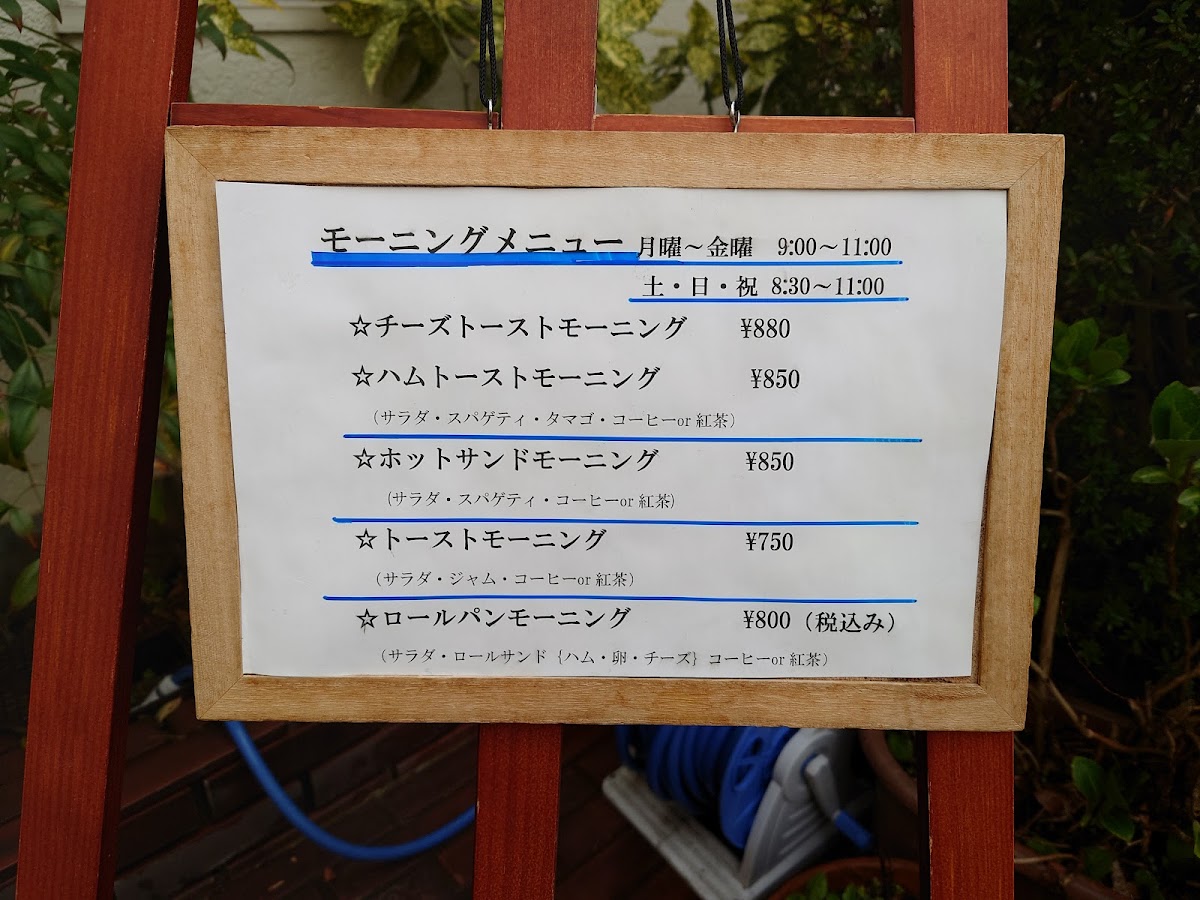 モーニングメニュー 月曜～金曜 9:00～11:00
土・日・祝 8:30～11:00
☆チーズトーストモーニング ¥880
☆ハムトーストモーニング ¥850
（サラダ・スパゲティ・タマゴ・コーヒーor 紅茶）
☆ホットサンドモーニング ¥850
(サラダ・スパゲティ・コーヒーor 紅茶)
☆トーストモーニング ¥750
（サラダ・ジャム・コーヒーor 紅茶）
☆ロールパンモーニング ¥800（税込み）
（サラダ・ロールサンド｛ハム・卵・チーズ｝コーヒーor 紅茶）